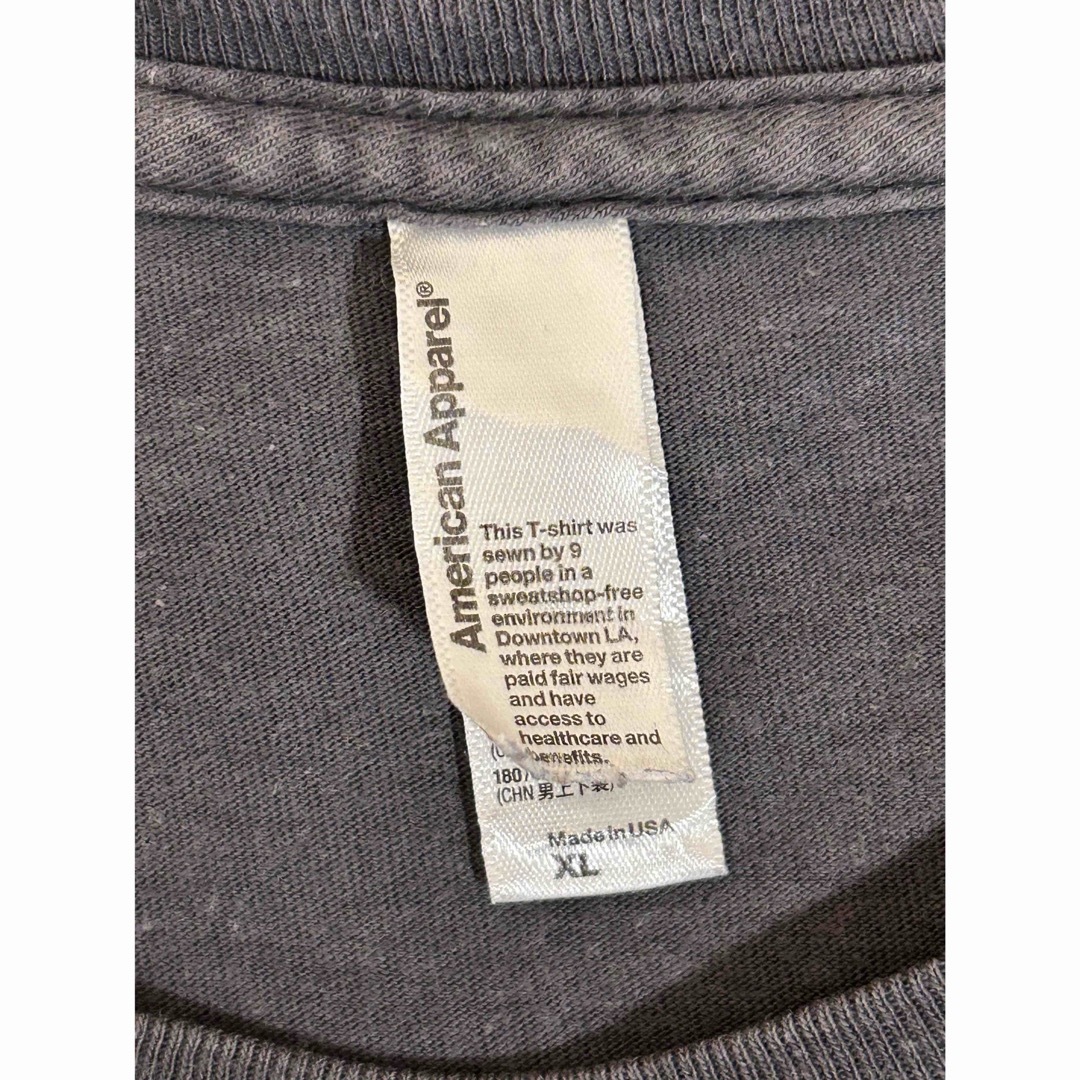 American Apparel®
This T-shirt was
sewn by 9
people in a
sweatshop-free
environment in
Downtown LA,
where they are
paid fair wages
and have
access to
healthcare and
benefits.
(CHN 男上下装)
Made in USA
XL